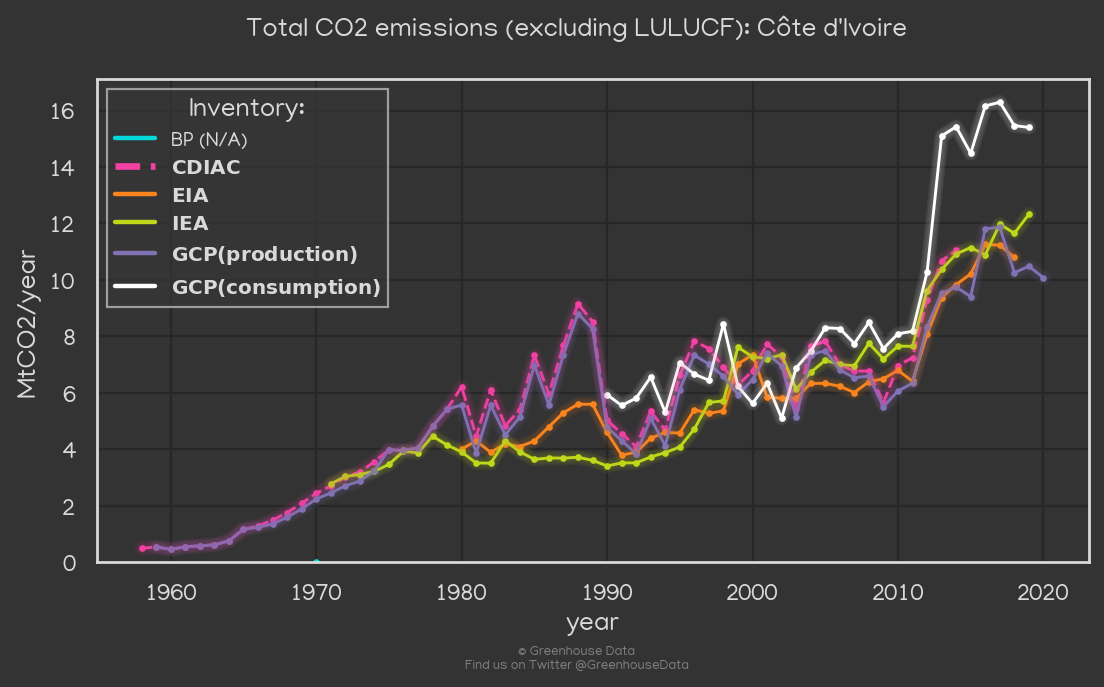 Total CO2 emissions (excluding LULUCF): Côte d'Ivoire
Inventory:
BP (N/A)
CDIAC
EIA
IEA
GCP(production)
GCP(consumption)
MtCO2/year
16
14
12
10
8
6
4
2
0
1960 1970 1980 1990 2000 2010 2020
year
© Greenhouse Data
Find us on Twitter @GreenhouseData